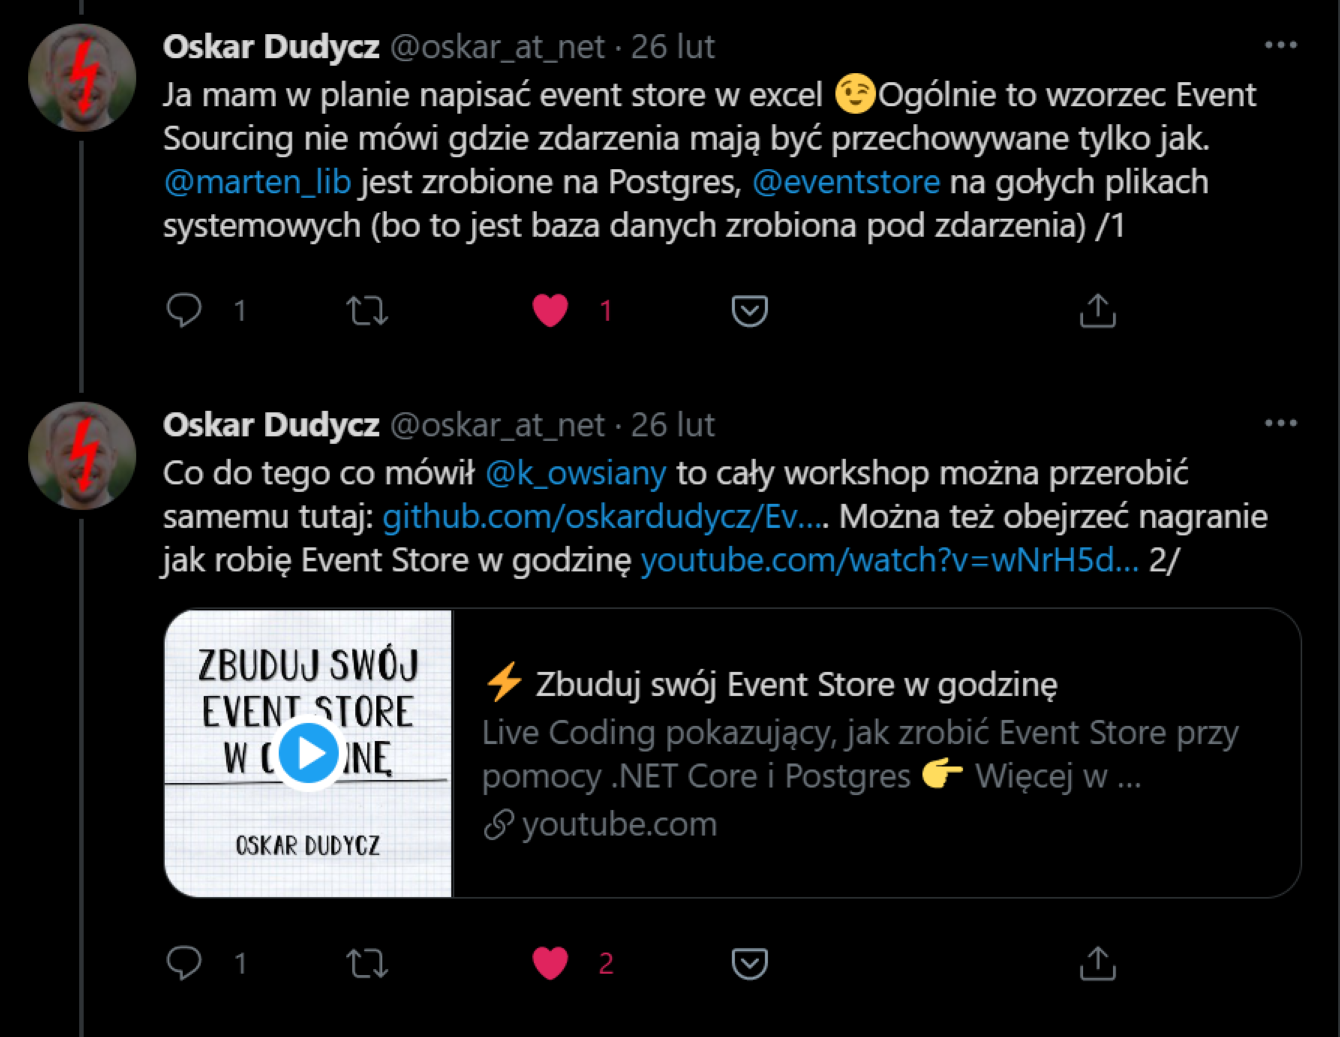 Oskar Dudycz @oskar_at_net · 26 lut
Ja mam w planie napisać event store w excel 😉Ogólnie to wzorzec Event
Sourcing nie mówi gdzie zdarzenia mają być przechowywane tylko jak.
@marten_lib jest zrobione na Postgres, @eventstore na gołych plikach
systemowych (bo to jest baza danych zrobiona pod zdarzenia) /1
1 1
Oskar Dudycz @oskar_at_net · 26 lut
Co do tego co mówił @k_owsiany to cały workshop można przerobić
samemu tutaj: github.com/oskardudycz/Ev.... Można też obejrzeć nagranie
jak robię Event Store w godzinę youtube.com/watch?v=wNrH5d... 2/
ZBUDUJ SWÓJ
EVENT STORE
W
OSKAR DUDYCZ
⚡ Zbuduj swój Event Store w godzinę
Live Coding pokazujący, jak zrobić Event Store przy
pomocy .NET Core i Postgres 👉 Więcej w ...
youtube.com
1 2